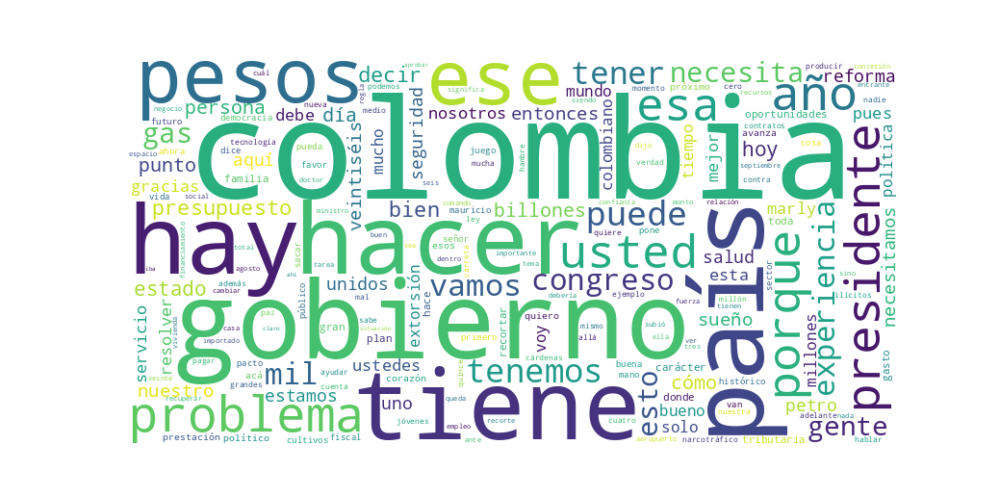 pesos
cuál
podemos
aprobar
ese
significa
regla
tener
mundo
momento
necesita
próximo
cero
producir
recursos
concesión
entrante
reforma
año
nadie
decir
negocio
nueva
futuro
persona
democracia
debe
día
medio
nosotros
entonces
siendo
esa
oportunidades
contratos
pues
gas
tecnología
ahora
dice
espacio
punto
aquí
pueda
favor
mucho
seguridad
colombia
juego
mucha
hambre
dijo
verdad
colombiano
tiempo
mejor
avanza
hoy
septiembre
contra
cosa
política
gracias
familia
doctor
veintiséis
seis
vida
social
presupuesto
ministro
bien
comando
mauricio
ley
billones
confianza
quiere
monto
puede
pone
relación
marly
toda
presidente
hay
hacer
financiamiento
total
buen
sacar
señor
esos
carreta
importante
tema
usted
país
salud
esta
sector
porque
experiencia
necesitamos
iba
además
agosto
cambiar
ahí
tarea
dentro
vamos
congreso
estado
unidos
mal
hace
ese
debería
ejemplo
fuerza
millón
tienen
sino
ilícitos
servicio
vivienda
resolver
paz
casa
claro
público
gobierno
gran
situación
sabe
plan
extorsión
recortar
primero
quiero
voy
mismo
allá
subió
cárdenas
ella
ver
tres
sueño
millones
gasto
importado
pagar
acá
pacto
ayudar
ustedes
quince
tenemos
buena
mano
carácter
cómo
histórico
petro
nuestro
veinte
recuperar
grandes
mil
estamos
cuenta
corazón
uno
tiene
queda
esto
donde
bueno
solo
van
nuestra
adelante
nada
problema
jóvenes
recorte
empleo
cuatro
aeropuerto
narcotráfico
tributaria
gente
hablar
prestación
político
cultivos
fiscal
ante